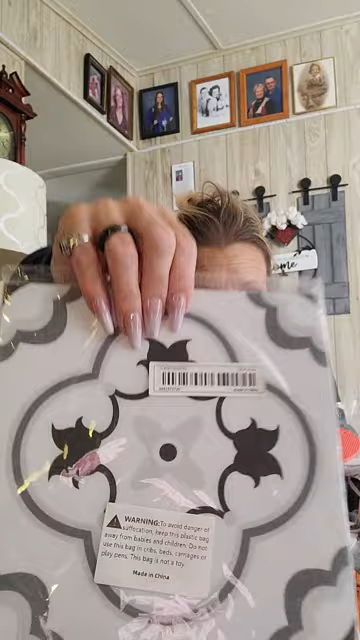 ome
WARNING:To avoid danger of
suffocation, keep this plastic bag
away from babies and children. Do not
use this bag in cribs, beds, carriages or
play pens. This bag is not a toy.
Made in China